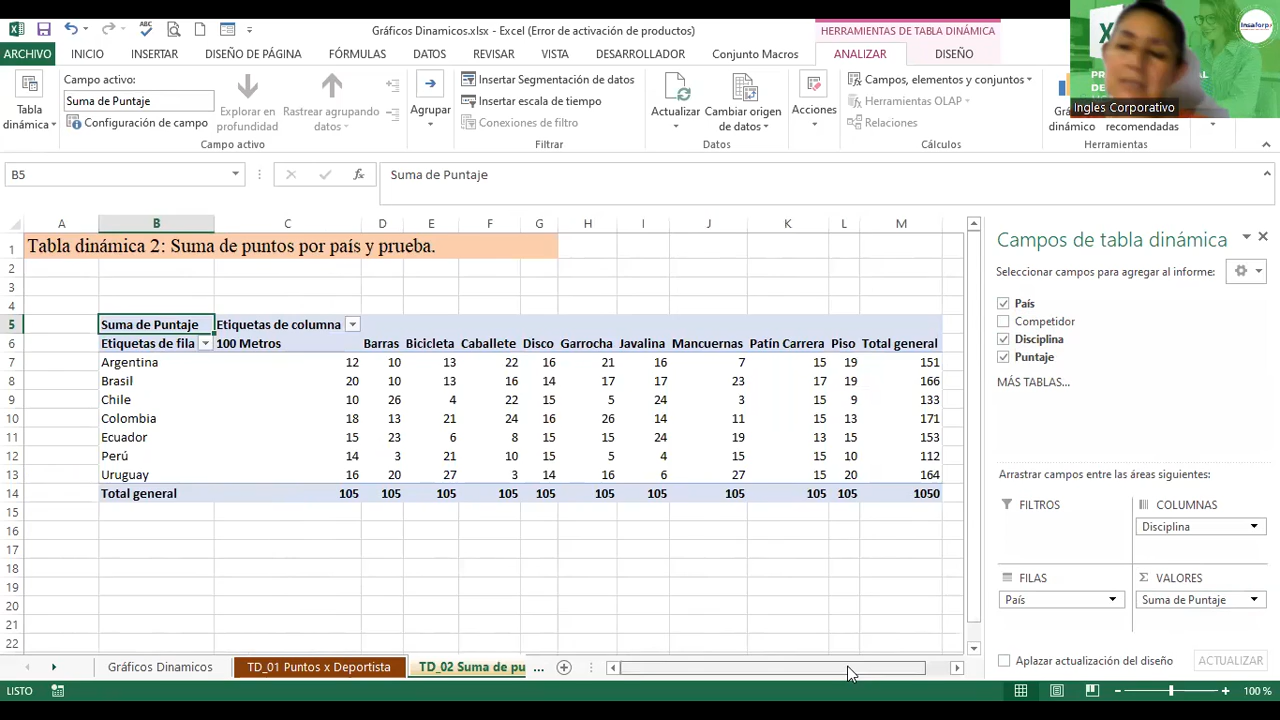 Gráficos Dinamicos.xlsx - Excel (Error de activación de productos)
HERRAMIENTAS DE TABLA DINÁMICA
ARCHIVO INICIO INSERTAR DISEÑO DE PÁGINA FÓRMULAS DATOS REVISAR VISTA DESARROLLADOR Conjunto Macros ANALIZAR DISEÑO
Tabla dinámica
Campo activo:
Suma de Puntaje
Configuración de campo
Explorar en profundidad
Rastrear agrupando datos
Campo activo
Agrupar
Insertar Segmentación de datos
Insertar escala de tiempo
Conexiones de filtro
Filtrar
Actualizar
Cambiar origen de datos
Datos
Acciones
Campos, elementos y conjuntos
Herramientas OLAP
Relaciones
Cálculos
dinámico recomendadas
Herramientas
Insaforp
Ingles Corporativo
B5
fx
Suma de Puntaje
A B C D E F G H I J K L M
1 Tabla dinámica 2: Suma de puntos por país y prueba.
2
3
4
5 Suma de Puntaje Etiquetas de columna
6 Etiquetas de fila 100 Metros Barras Bicicleta Caballete Disco Garrocha Javalina Mancuernas Patín Carrera Piso Total general
7 Argentina 12 10 13 22 16 21 16 7 15 19 151
8 Brasil 20 10 13 16 14 17 17 23 17 19 166
9 Chile 10 26 4 22 15 5 24 3 15 9 133
10 Colombia 18 13 21 24 16 26 14 11 15 13 171
11 Ecuador 15 23 6 8 15 15 24 19 13 15 153
12 Perú 14 3 21 10 15 5 4 15 15 10 112
13 Uruguay 16 20 27 3 14 16 6 27 15 20 164
14 Total general 105 105 105 105 105 105 105 105 105 105 1050
15
16
17
18
19
20
21
22
Campos de tabla dinámica
Seleccionar campos para agregar al informe:
País
Competidor
Disciplina
Puntaje
MÁS TABLAS...
Arrastrar campos entre las áreas siguientes:
FILTROS
COLUMNAS
Disciplina
FILAS
País
Σ VALORES
Suma de Puntaje
Aplazar actualización del diseño
ACTUALIZAR
Gráficos Dinamicos TD_01 Puntos x Deportista TD_02 Suma de pu ...
LISTO
100 %